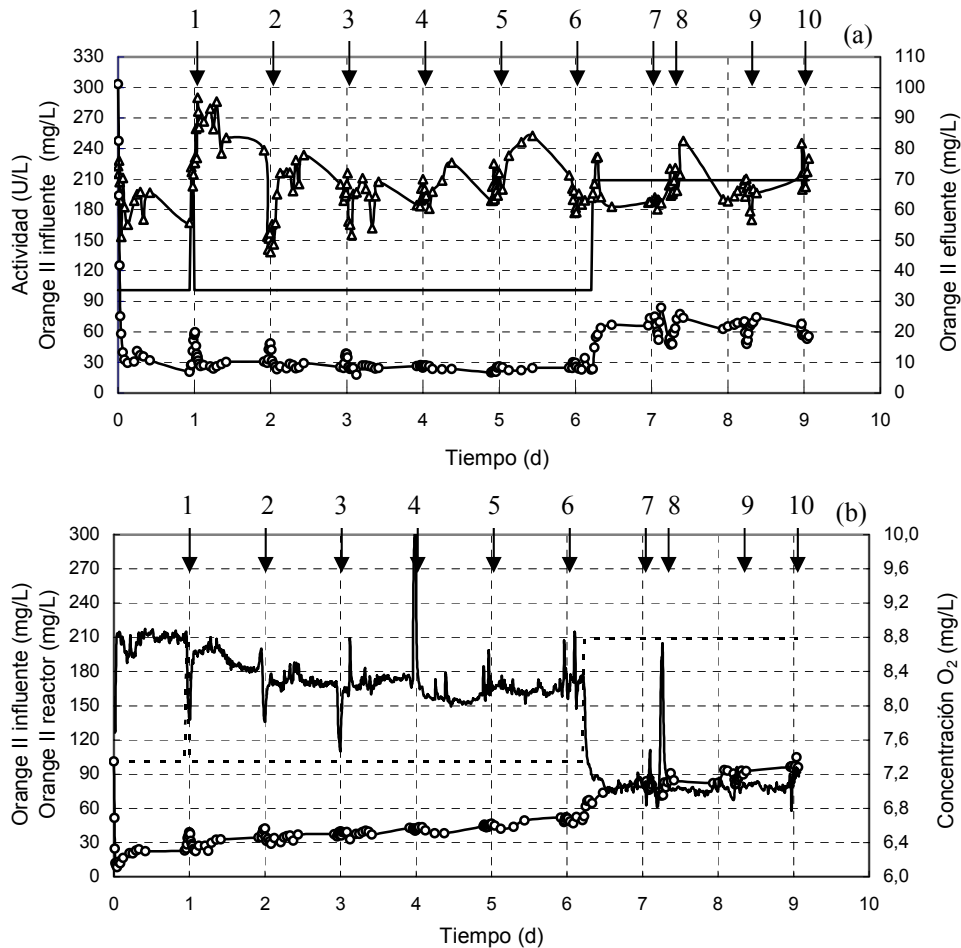 1 2 3 4 5 6 7 8 9 10
(a)
330 110
300 100
270 90
240 80
210 70
180 60
150 50
120 40
90 30
60 20
30 10
0 0
Actividad (U/L)
Orange II influente (mg/L)
Orange II efluente (mg/L)
0 1 2 3 4 5 6 7 8 9 10
Tiempo (d)
1 2 3 4 5 6 7 8 9 10
(b)
300 10,0
270 9,6
240 9,2
210 8,8
180 8,4
150 8,0
120 7,6
90 7,2
60 6,8
30 6,4
0 6,0
Orange II influente (mg/L)
Orange II reactor (mg/L)
Concentración O₂ (mg/L)
0 1 2 3 4 5 6 7 8 9 10
Tiempo (d)